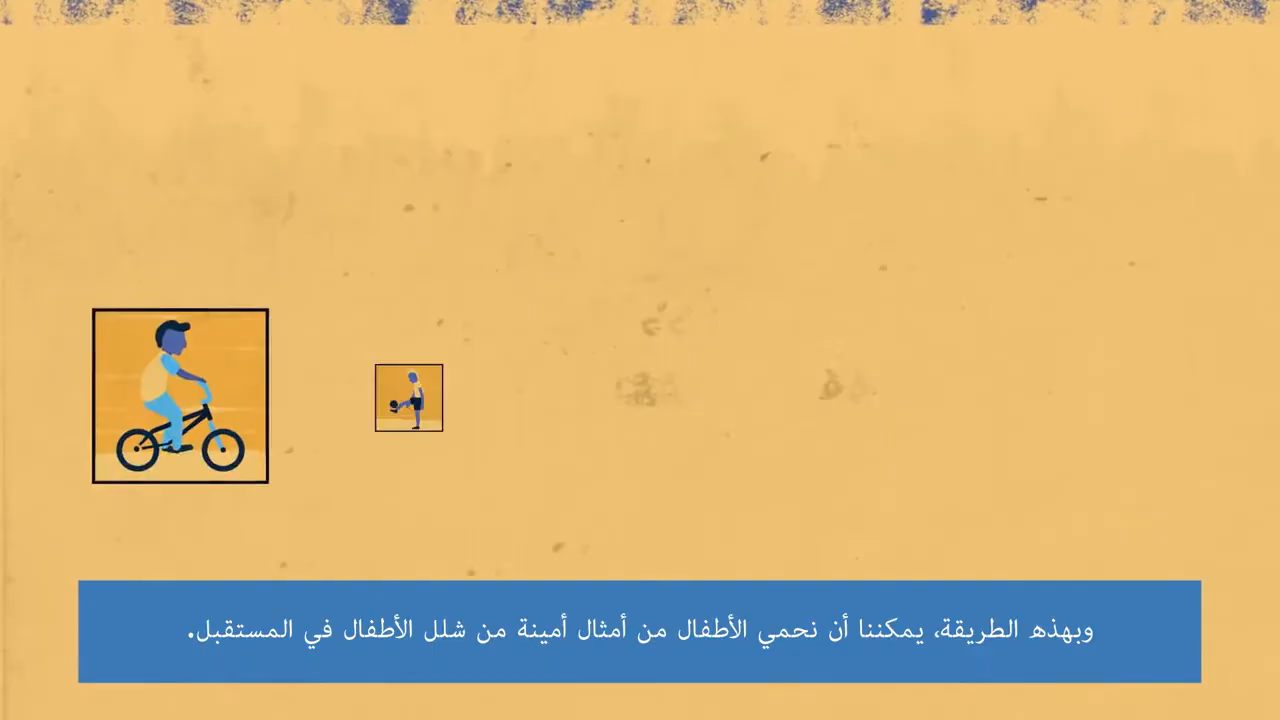 وبهذه الطريقة، يمكننا أن نحمي الأطفال من أمثال أمينة من شلل الأطفال في المستقبل.